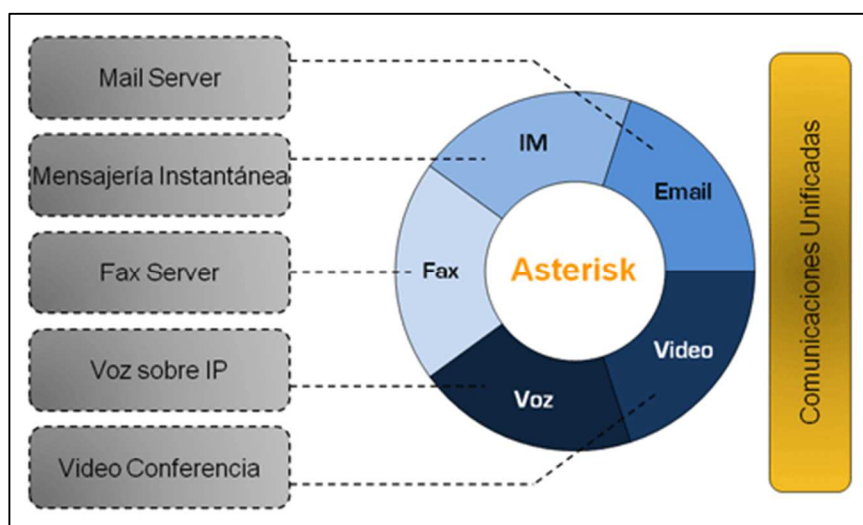 Mail Server
Mensajería Instantánea
Fax Server
Voz sobre IP
Video Conferencia
IM
Email
Fax
Asterisk
Video
Voz
Comunicaciones Unificadas